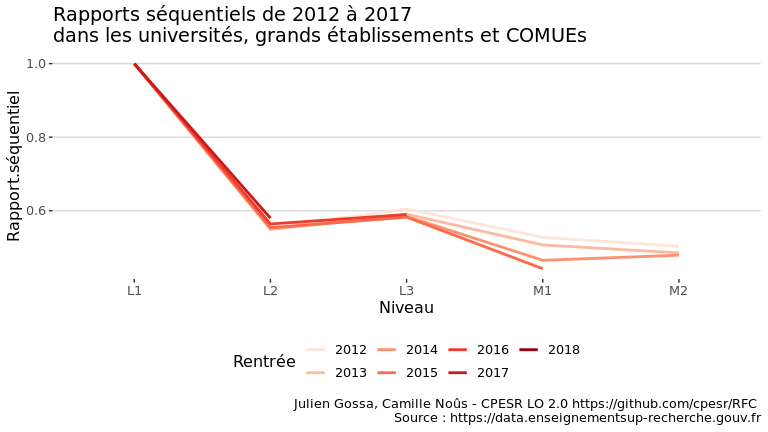 Rapports séquentiels de 2012 à 2017
dans les universités, grands établissements et COMUEs
Rapport.séquentiel
1.0
0.8
0.6
L1 L2 L3 M1 M2
Niveau
Rentrée
2012 2014 2016 2018
2013 2015 2017
Julien Gossa, Camille Noûs - CPESR LO 2.0 https://github.com/cpesr/RFC
Source : https://data.enseignementsup-recherche.gouv.fr